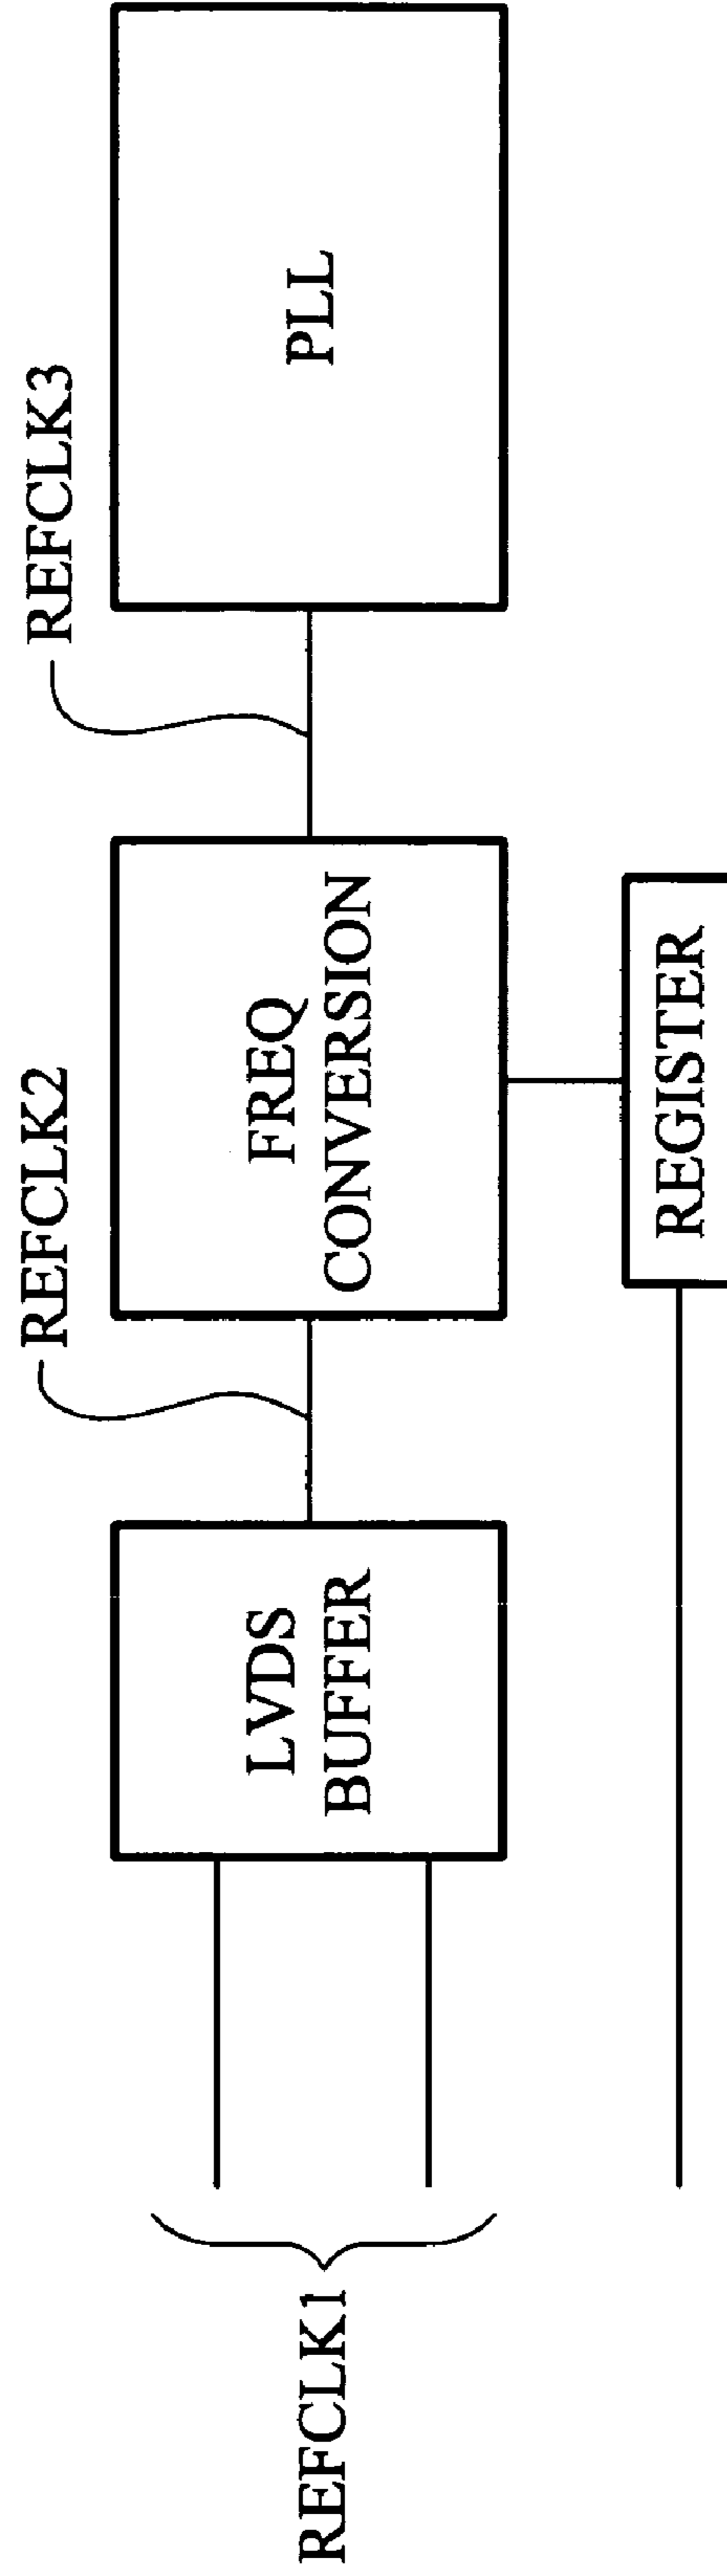 REFCLK1
LVDS
BUFFER
REFCLK2
FREQ
CONVERSION
REFCLK3
PLL
REGISTER